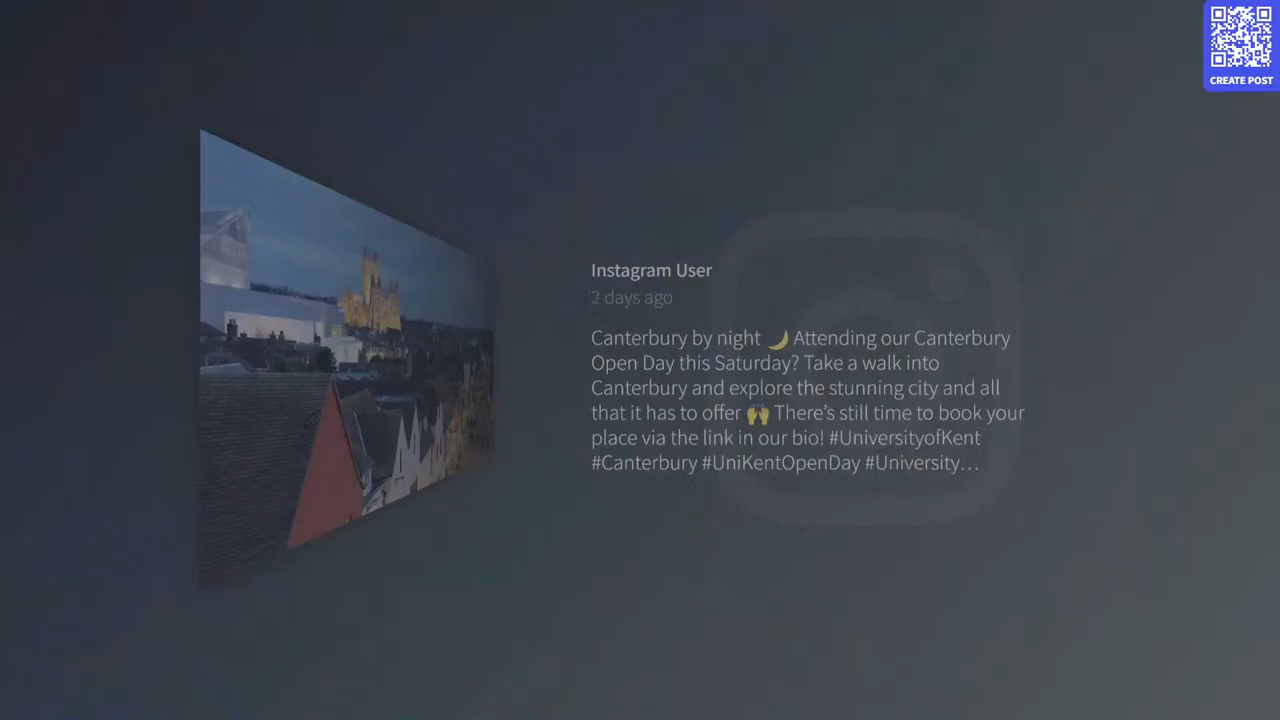 CREATE POST
Instagram User
2 days ago
Canterbury by night 🌙 Attending our Canterbury
Open Day this Saturday? Take a walk into
Canterbury and explore the stunning city and all
that it has to offer 🙌 There’s still time to book your
place via the link in our bio! #UniversityofKent
#Canterbury #UniKentOpenDay #University…